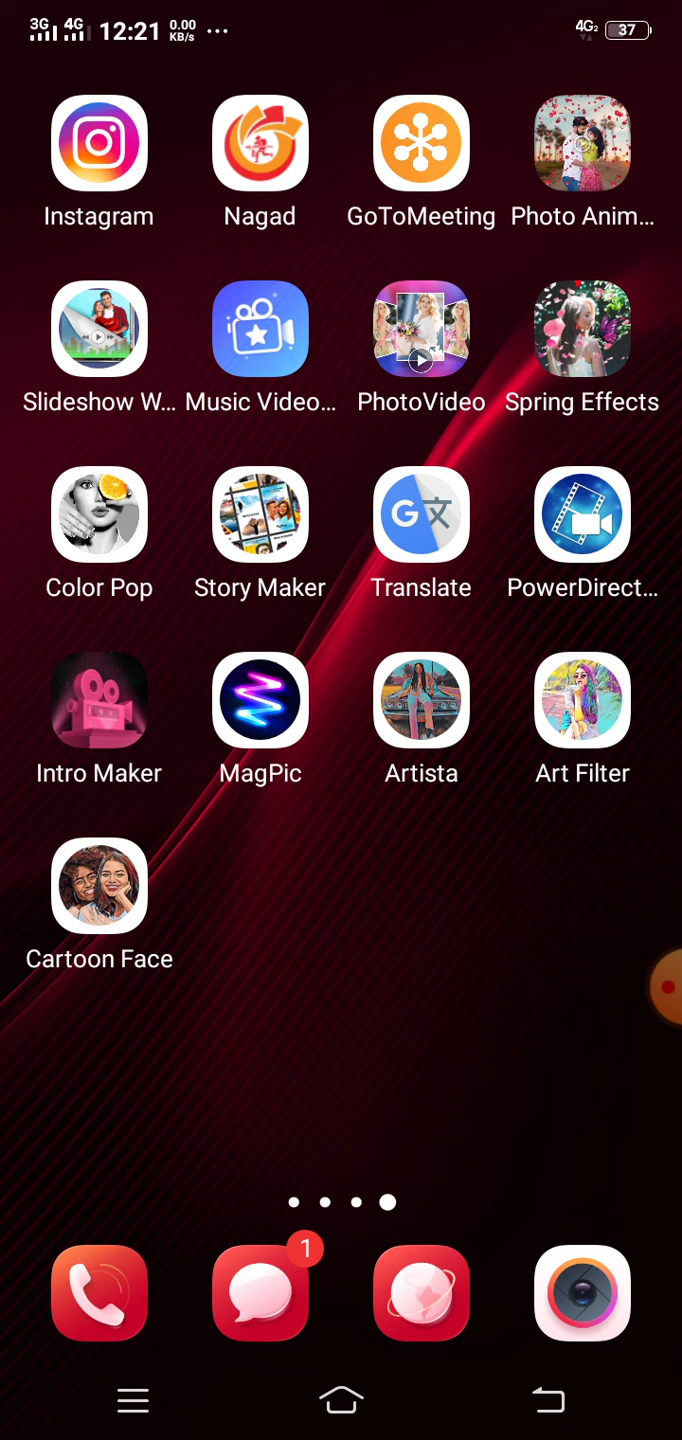 3G 4G 12:21 0.00 KB/s ... 4G2 37
Instagram Nagad GoToMeeting Photo Anim...
Slideshow W... Music Video... PhotoVideo Spring Effects
Color Pop Story Maker Translate PowerDirect...
Intro Maker MagPic Artista Art Filter
Cartoon Face
1